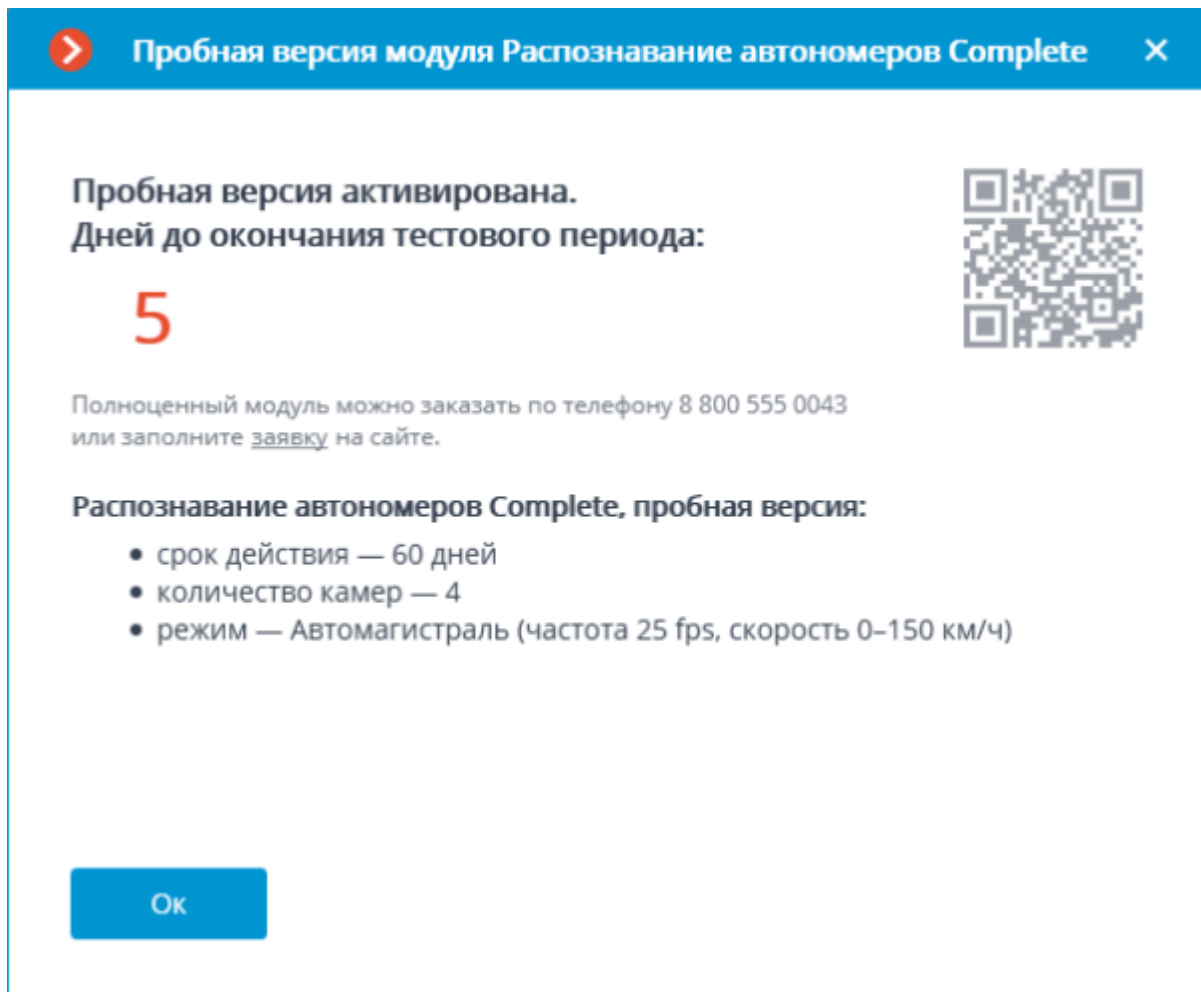 Пробная версия модуля Распознавание автономеров Complete
Пробная версия активирована.
Дней до окончания тестового периода:
5
Полноценный модуль можно заказать по телефону 8 800 555 0043
или заполните заявку на сайте.
Распознавание автономеров Complete, пробная версия:
• срок действия — 60 дней
• количество камер — 4
• режим — Автомагистраль (частота 25 fps, скорость 0–150 км/ч)
Ок